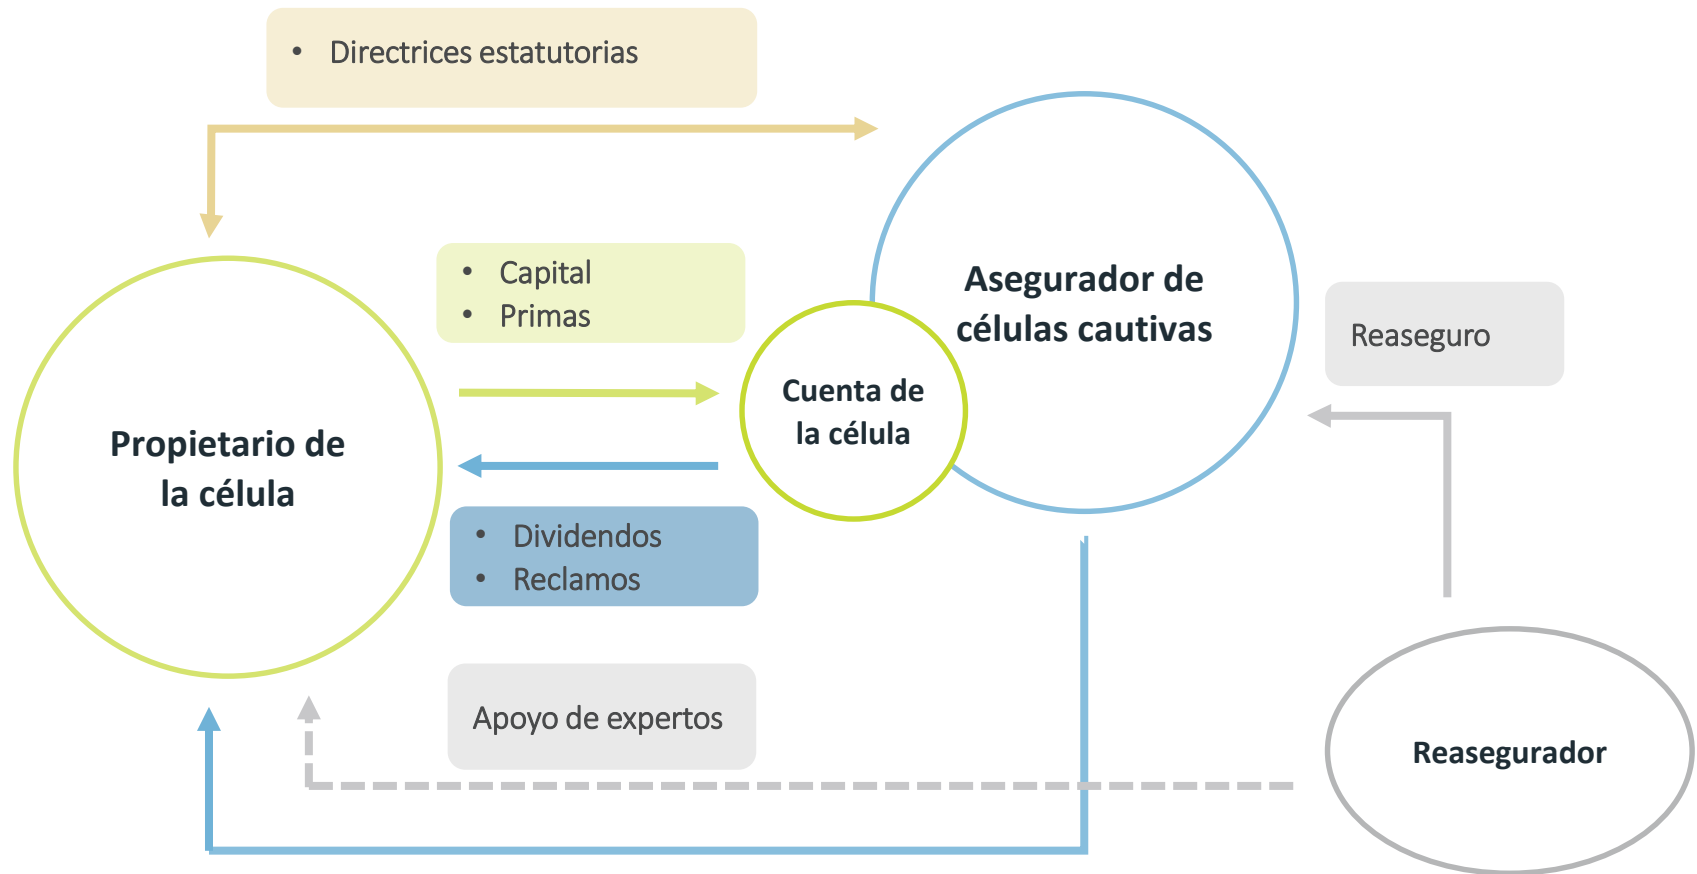 • Directrices estatutorias
• Capital
• Primas
Asegurador de
células cautivas
Reaseguro
Cuenta de
la célula
Propietario de
la célula
• Dividendos
• Reclamos
Apoyo de expertos
Reasegurador